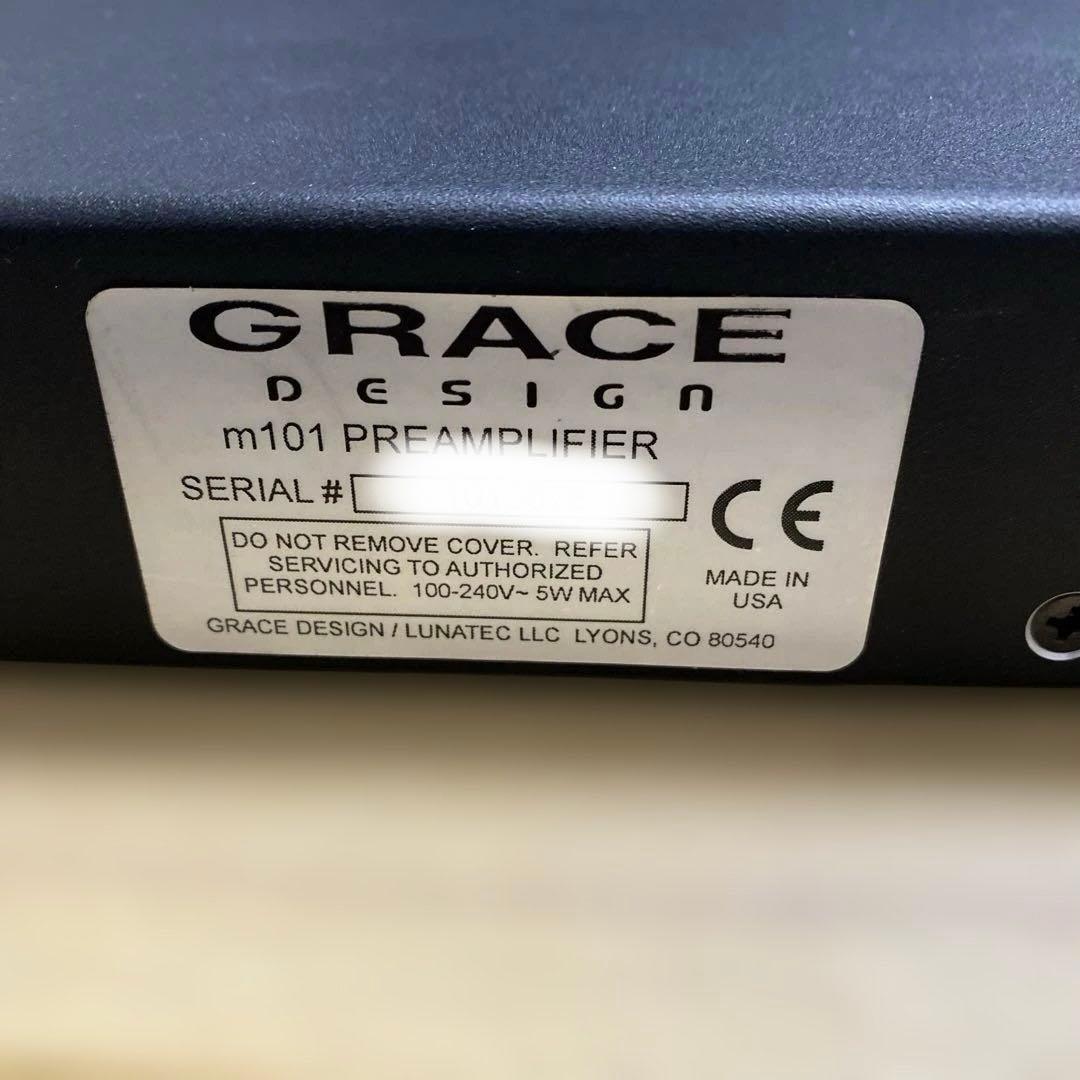 GRACE
DESIGN
m101 PREAMPLIFIER
SERIAL #
DO NOT REMOVE COVER. REFER
SERVICING TO AUTHORIZED
PERSONNEL. 100-240V~ 5W MAX
CE
MADE IN
USA
GRACE DESIGN / LUNATEC LLC LYONS, CO 80540